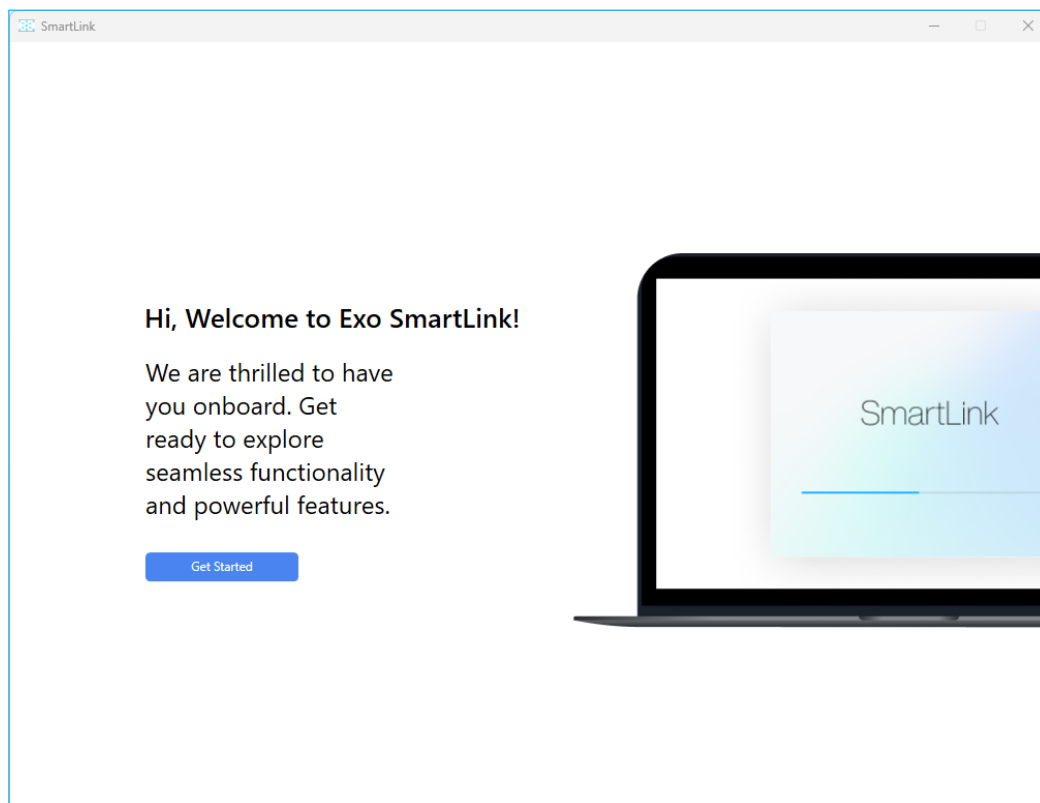 SmartLink
Hi, Welcome to Exo SmartLink!
We are thrilled to have
you onboard. Get
ready to explore
seamless functionality
and powerful features.
Get Started
SmartLink